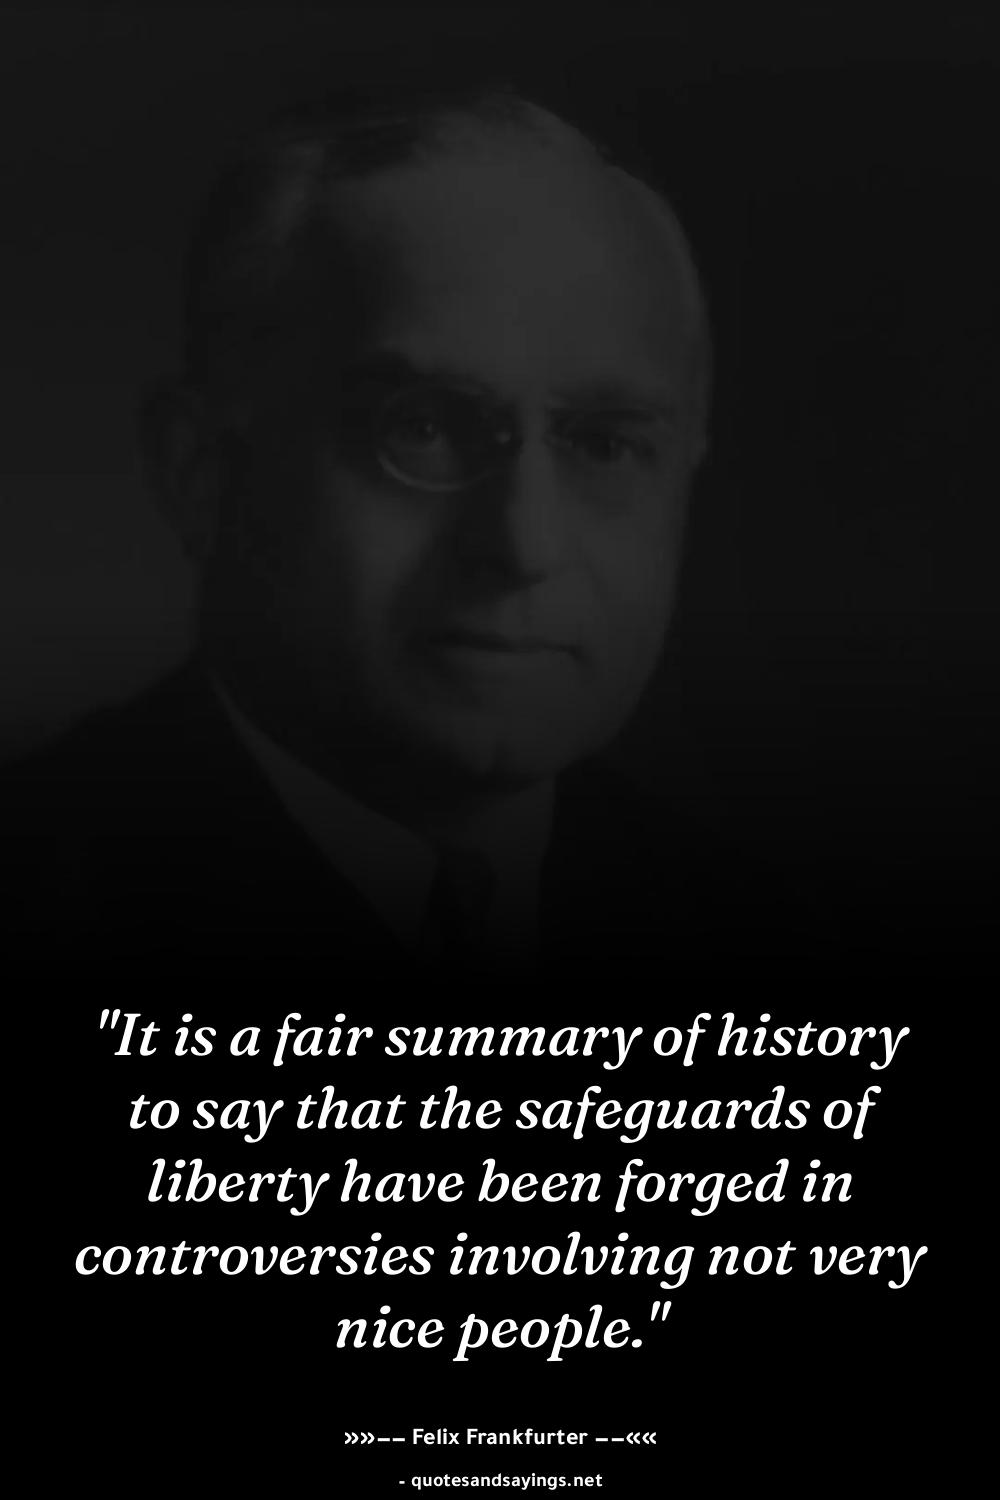 "It is a fair summary of history
to say that the safeguards of
liberty have been forged in
controversies involving not very
nice people."
»»−− Felix Frankfurter −−««
- quotesandsayings.net